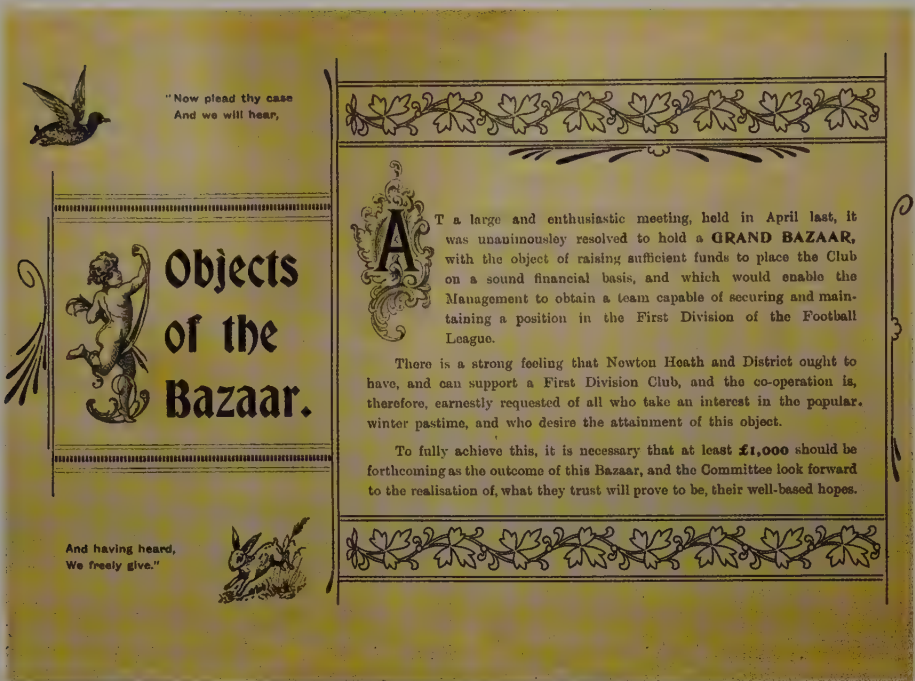 "Now plead thy case
And we will hear,
Objects
of the
Bazaar.
And having heard,
We freely give."
AT a large and enthusiastic meeting, held in April last, it
was unanimousley resolved to hold a GRAND BAZAAR,
with the object of raising sufficient funds to place the Club
on a sound financial basis, and which would enable the
Management to obtain a team capable of securing and main-
taining a position in the First Division of the Football
League.
There is a strong feeling that Newton Heath and District ought to
have, and can support a First Division Club, and the co-operation is,
therefore, earnestly requested of all who take an interest in the popular.
winter pastime, and who desire the attainment of this object.
To fully achieve this, it is necessary that at least £1,000 should be
forthcoming as the outcome of this Bazaar, and the Committee look forward
to the realisation of, what they trust will prove to be, their well-based hopes.